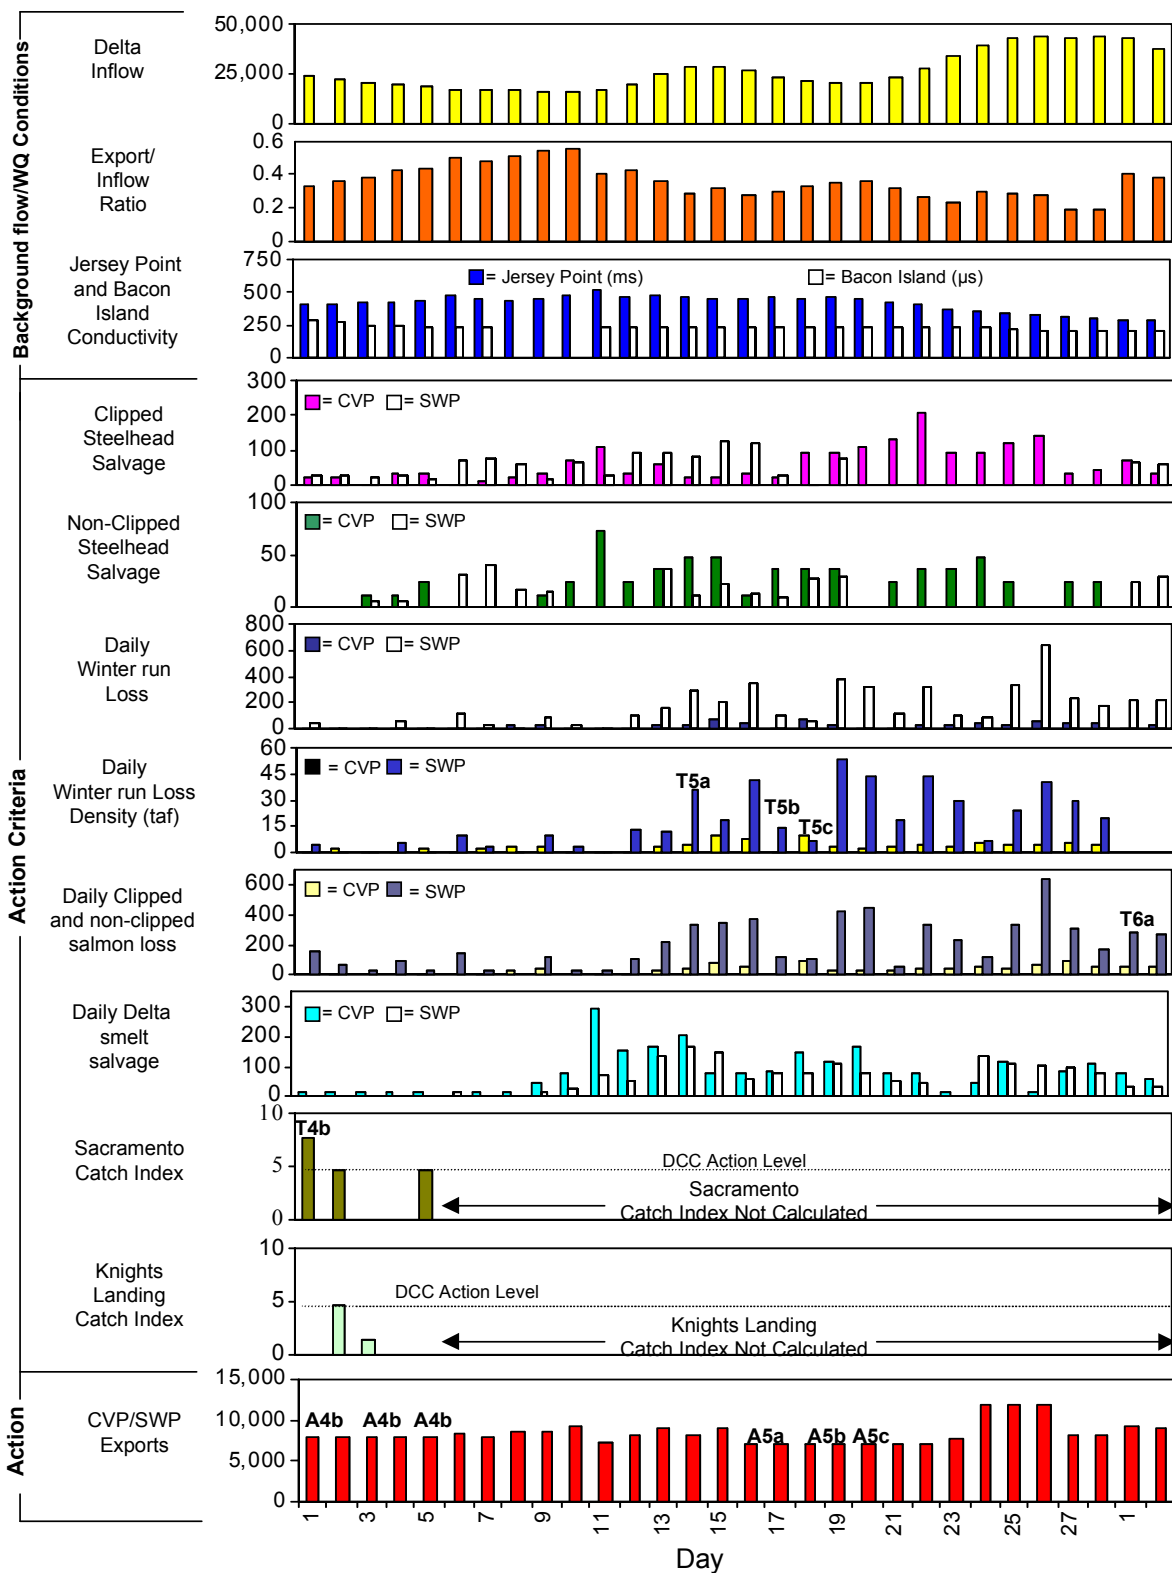 Background flow/WQ Conditions
Delta
Inflow
50,000
25,000
0
Export/
Inflow
Ratio
0.6
0.4
0.2
0
Jersey Point
and Bacon
Island
Conductivity
750
500
250
0
= Jersey Point (ms)
= Bacon Island (µs)
Action Criteria
Clipped
Steelhead
Salvage
300
200
100
0
= CVP
= SWP
Non-Clipped
Steelhead
Salvage
100
50
0
= CVP
= SWP
Daily
Winter run
Loss
800
600
400
200
0
= CVP
= SWP
Daily
Winter run Loss
Density (taf)
60
45
30
15
0
= CVP
= SWP
T5a
T5b
T5c
Daily Clipped
and non-clipped
salmon loss
600
400
200
0
= CVP
= SWP
T6a
Daily Delta
smelt
salvage
300
200
100
0
= CVP
= SWP
Sacramento
Catch Index
10
5
0
T4b
DCC Action Level
Sacramento
Catch Index Not Calculated
Knights
Landing
Catch Index
10
5
0
DCC Action Level
Knights Landing
Catch Index Not Calculated
Action
CVP/SWP
Exports
15,000
10,000
5,000
0
A4b
A4b
A4b
A5a
A5b
A5c
1
3
5
7
9
11
13
15
17
19
21
23
25
27
1
Day